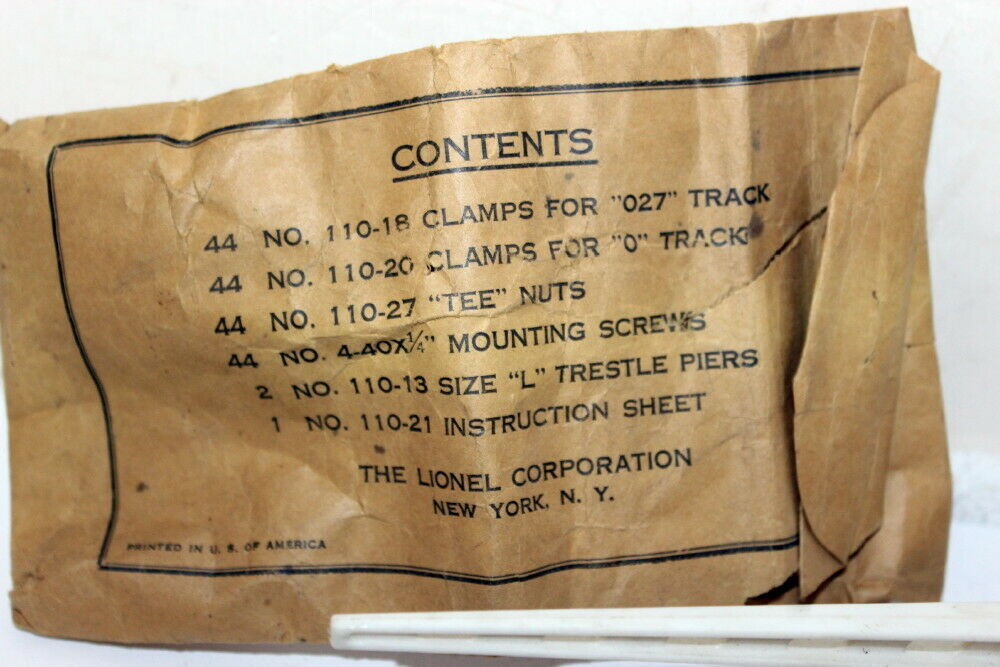 CONTENTS
44 NO. 110-18 CLAMPS FOR "027" TRACK
44 NO. 110-20 CLAMPS FOR "0" TRACK
44 NO. 110-27 "TEE" NUTS
44 NO. 4-40X¼" MOUNTING SCREWS
2 NO. 110-13 SIZE "L" TRESTLE PIERS
1 NO. 110-21 INSTRUCTION SHEET
THE LIONEL CORPORATION
NEW YORK, N. Y.
PRINTED IN U. S. OF AMERICA